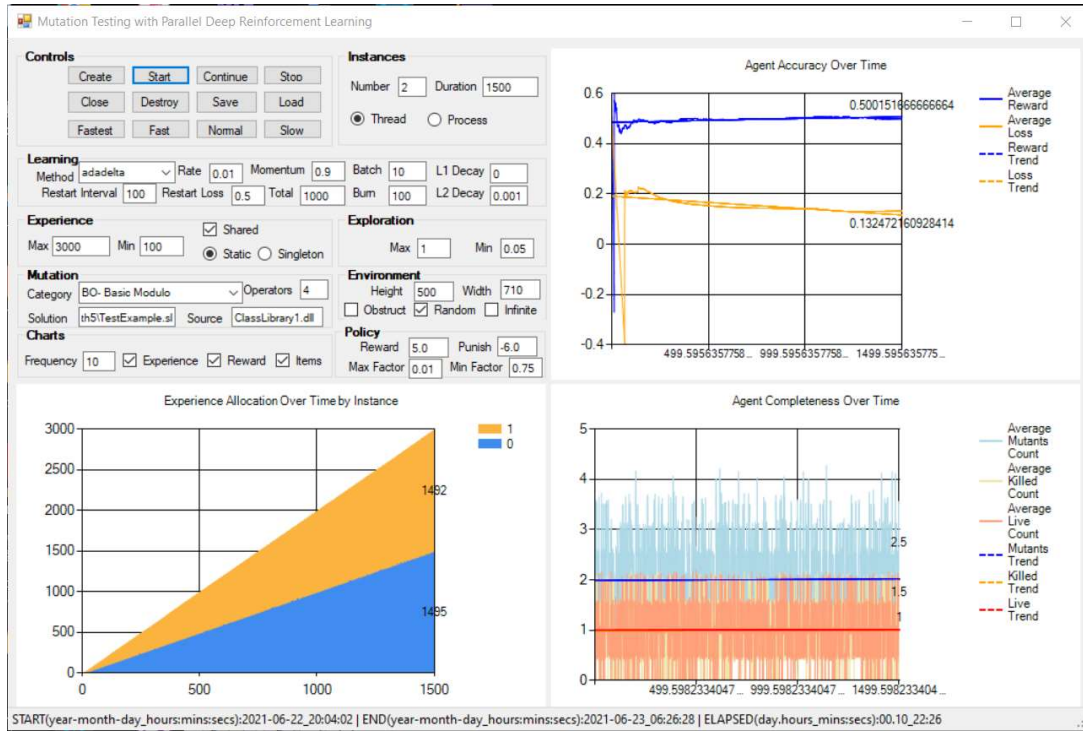 Mutation Testing with Parallel Deep Reinforcement Learning
Controls
Create Start Continue Stop
Close Destroy Save Load
Fastest Fast Normal Slow
Instances
Number 2 Duration 1500
Thread Process
Learning
Method adadelta Rate 0.01 Momentum 0.9 Batch 10 L1 Decay 0
Restart Interval 100 Restart Loss 0.5 Total 1000 Burn 100 L2 Decay 0.001
Experience
Shared
Max 3000 Min 100 Static Singleton
Exploration
Max 1 Min 0.05
Mutation
Category BO- Basic Modulo Operators 4
Solution th5\TestExample.sl Source ClassLibrary1.dll
Environment
Height 500 Width 710
Obstruct Random Infinite
Charts
Frequency 10 Experience Reward Items
Policy
Reward 5.0 Punish -6.0
Max Factor 0.01 Min Factor 0.75
Agent Accuracy Over Time
0.6
0.4
0.2
0
-0.2
-0.4
0.500151666666664
0.132472160928414
499.5956357758... 999.5956357758... 1499.595635775...
Average
Reward
Average
Loss
Reward
Trend
Loss
Trend
Experience Allocation Over Time by Instance
3000
2500
2000
1500
1000
500
0
0 500 1000 1500
1492
1495
1
0
Agent Completeness Over Time
5
4
3
2
1
0
2.5
1.5
1
499.5982334047... 999.5982334047... 1499.598233404...
Average
Mutants
Count
Average
Killed
Count
Average
Live
Count
Mutants
Trend
Killed
Trend
Live
Trend
START(year-month-day_hours:mins:secs):2021-06-22_20:04:02 | END(year-month-day_hours:mins:secs):2021-06-23_06:26:28 | ELAPSED(day.hours_mins:secs):00.10_22:26